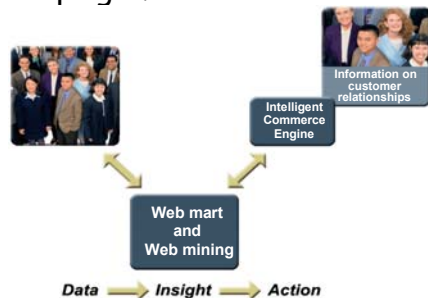 Information on
customer
relationships
Intelligent
Commerce
Engine
Web mart
and
Web mining
Data
Insight
Action